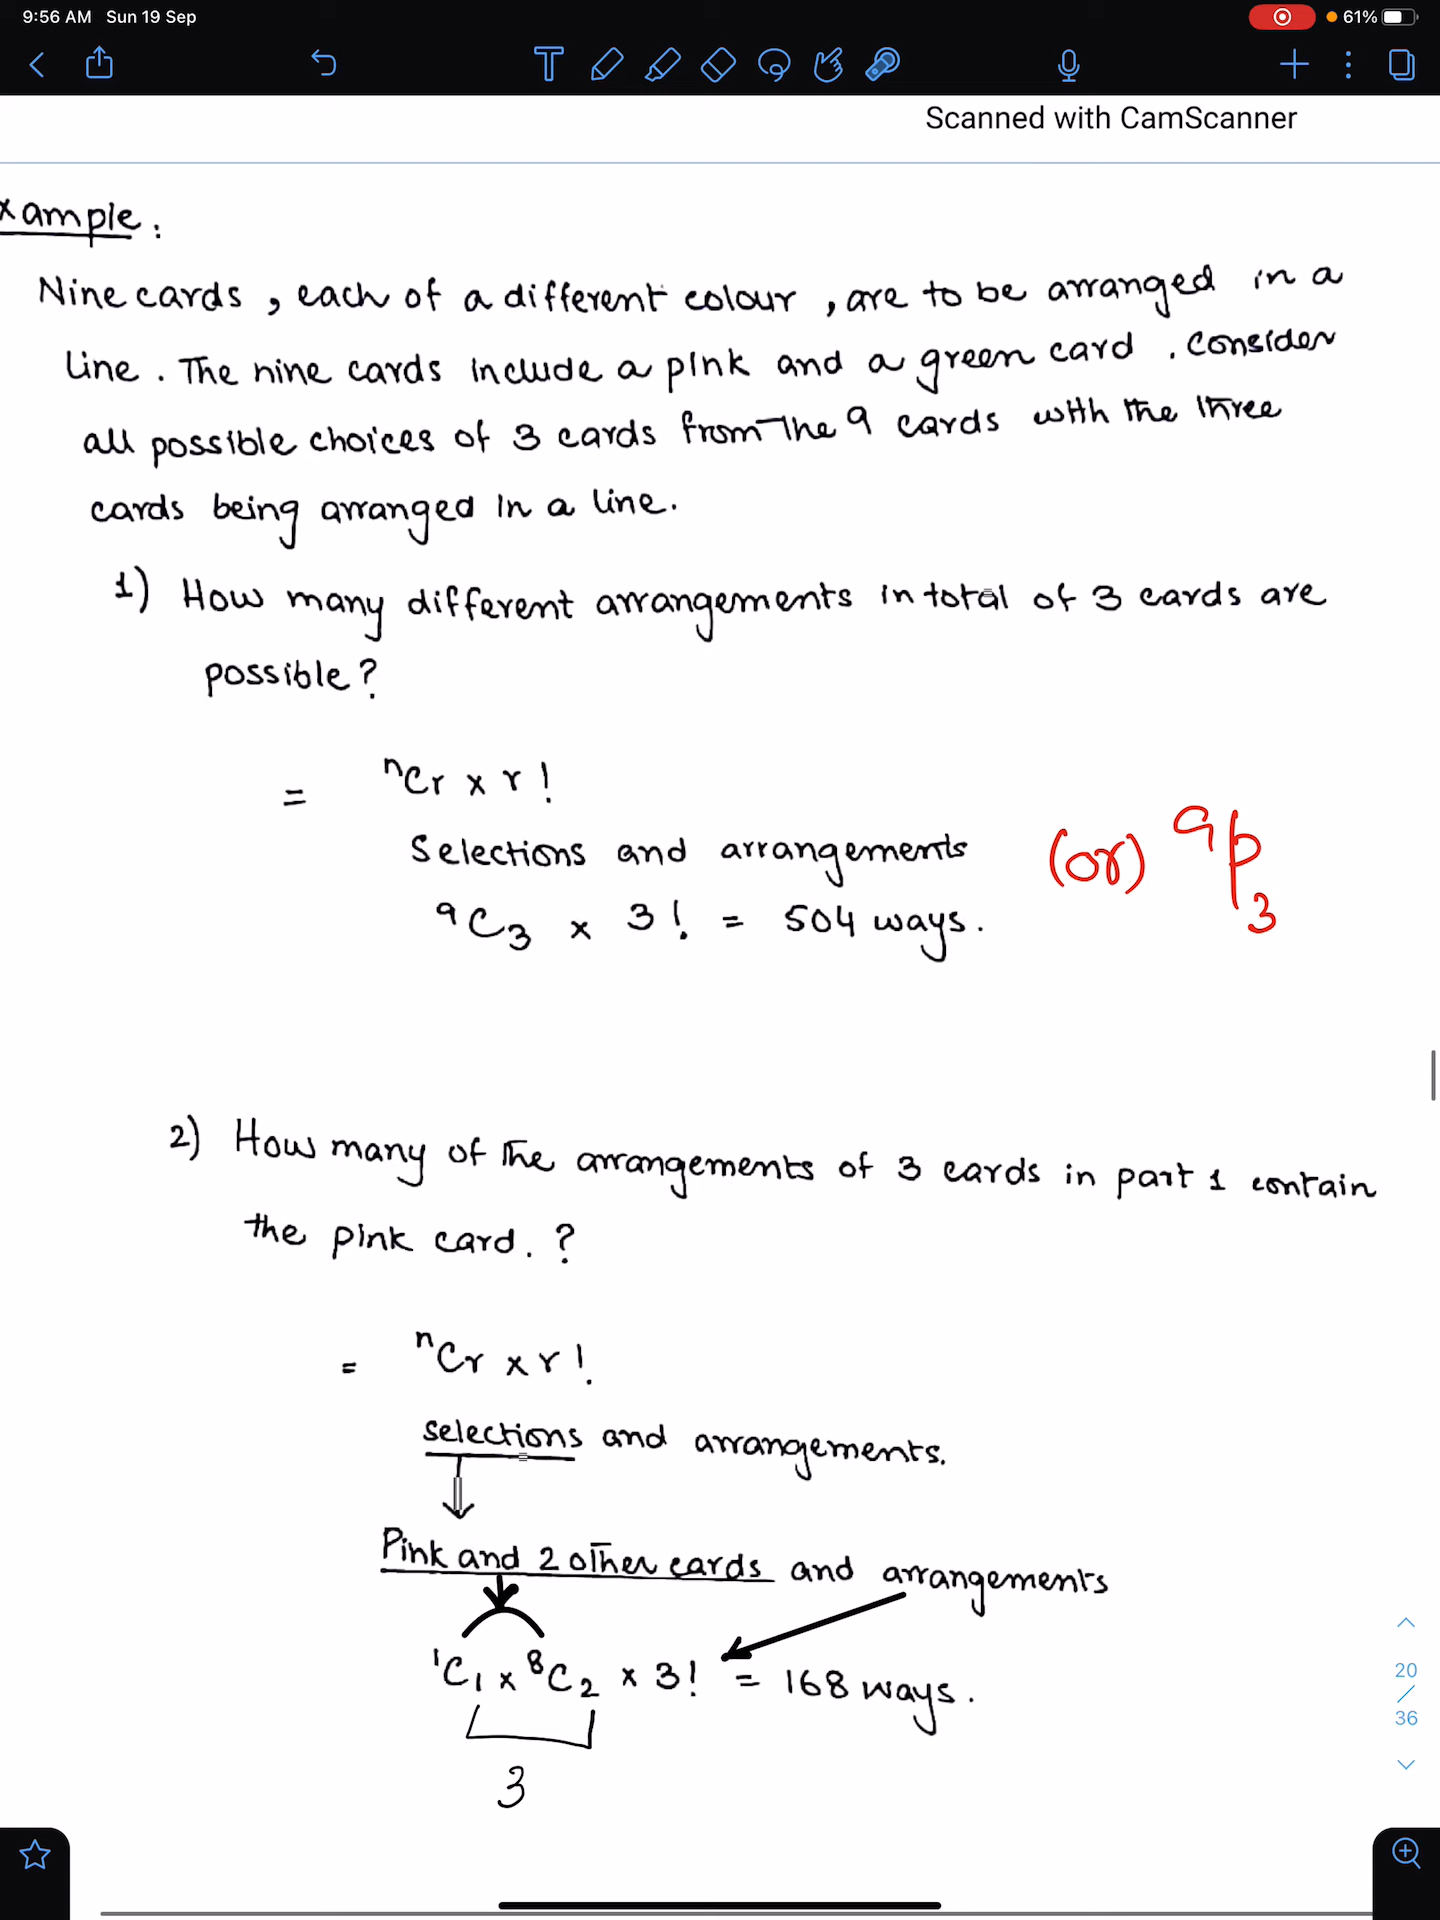 9:56 AM Sun 19 Sep
61%
Scanned with CamScanner
xample :
Nine cards , each of a different colour , are to be arranged in a
line . The nine cards include a pink and a green card . Consider
all possible choices of 3 cards from the 9 cards with the three
cards being arranged in a line.
1) How many different arrangements in total of 3 cards are
possible ?
= ⁿCr x r !
Selections and arrangements (or) ⁹P₃
⁹C₃ x 3 ! = 504 ways .
2) How many of the arrangements of 3 cards in part 1 contain
the pink card . ?
= ⁿCr x r !
selections and arrangements.
Pink and 2 other cards and arrangements
¹C₁ x ⁸C₂ x 3 ! = 168 ways .
3
20
/
36